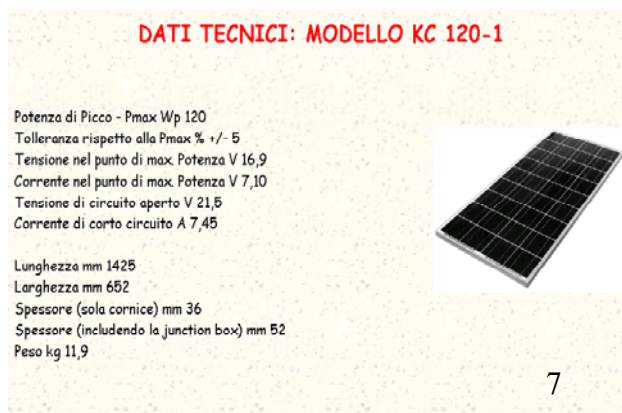 DATI TECNICI: MODELLO KC 120-1
Potenza di Picco - Pmax Wp 120
Tolleranza rispetto alla Pmax % +/- 5
Tensione nel punto di max. Potenza V 16,9
Corrente nel punto di max. Potenza V 7,10
Tensione di circuito aperto V 21,5
Corrente di corto circuito A 7,45
Lunghezza mm 1425
Larghezza mm 652
Spessore (sola cornice) mm 36
Spessore (includendo la junction box) mm 52
Peso kg 11,9
7